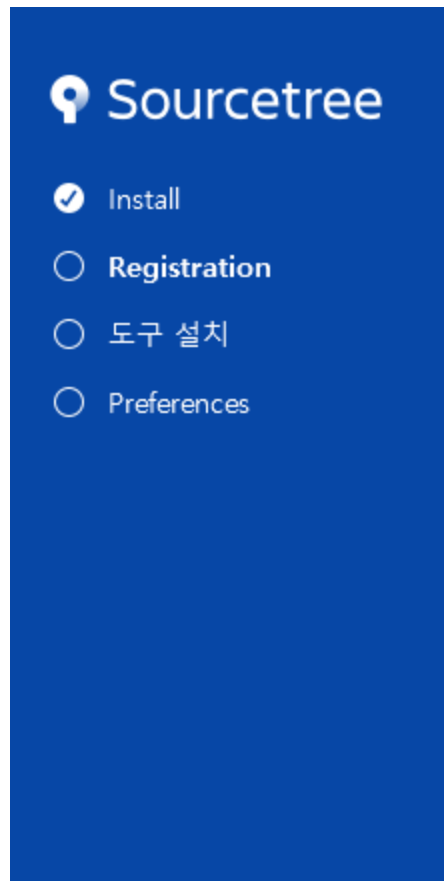 Sourcetree
Install
Registration
도구 설치
Preferences